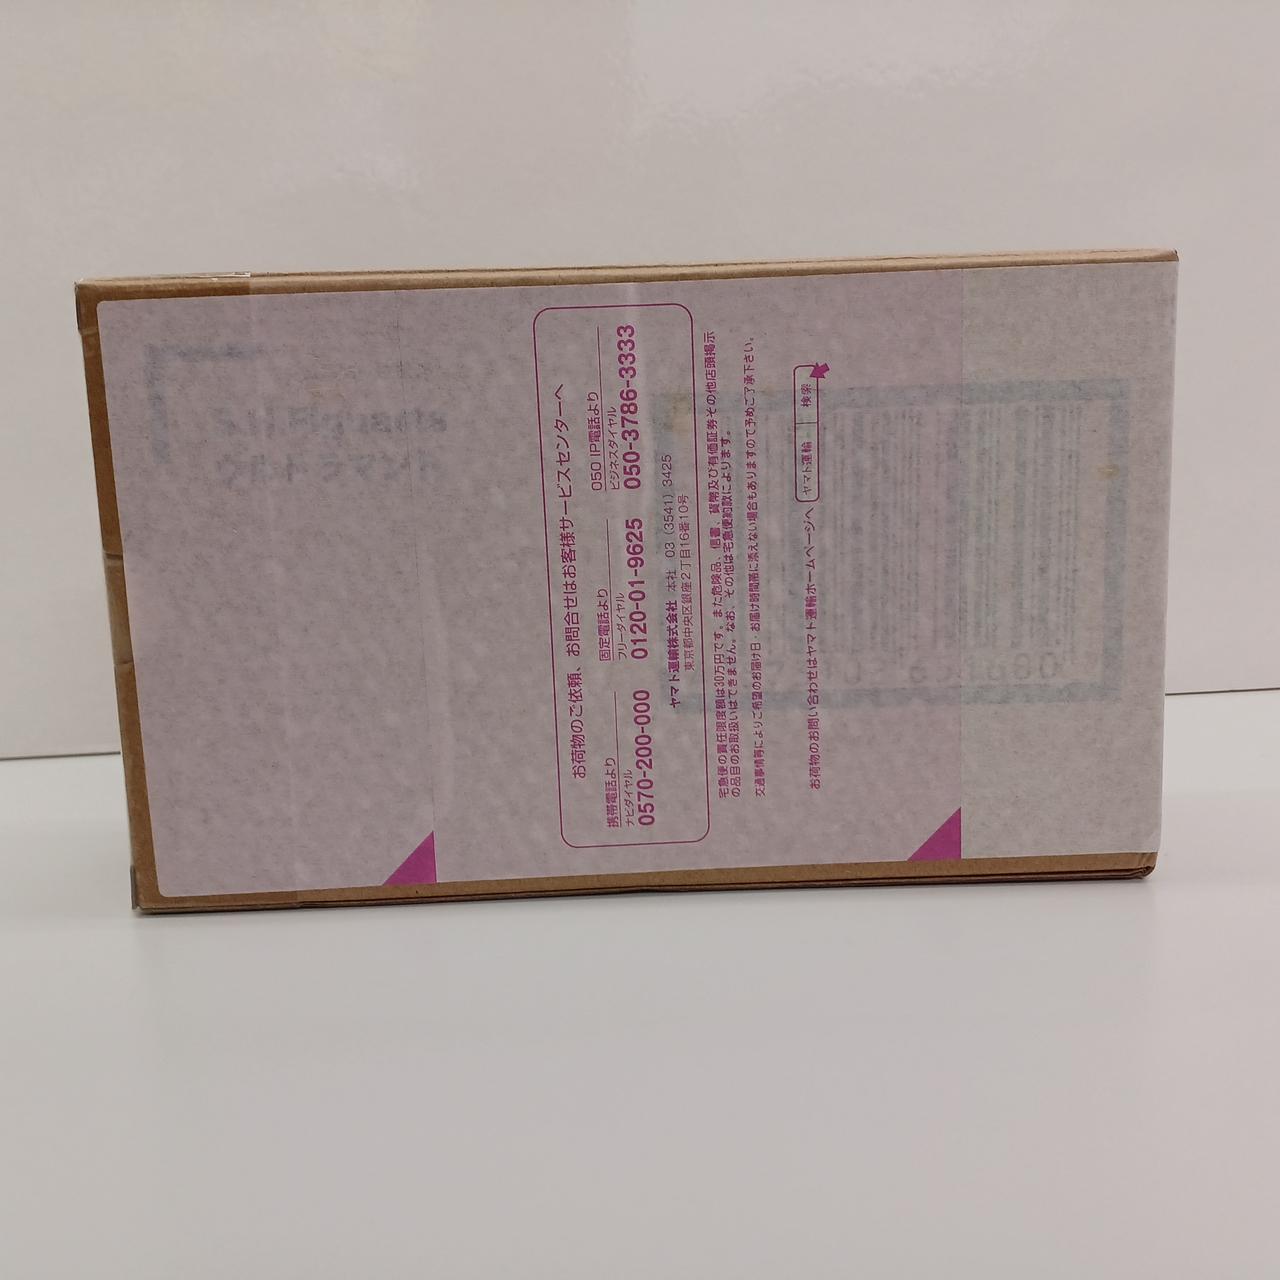 お荷物のご依頼、お問合せはお客様サービスセンターへ
携帯電話より
ナビダイヤル
0570-200-000
固定電話より
フリーダイヤル
0120-01-9625
050 IP電話より
ビジネスダイヤル
050-3786-3333
ヤマト運輸株式会社 本社 03(3541)3425
東京都中央区銀座2丁目16番10号
宅急便の責任限度額は30万円です。また危険品、信書、貨幣及び有価証券その他店頭掲示
の品目のお取扱いはできません。なお、その他は宅急便約款によります。
交通事情等によりご希望のお届け日・お届け時間帯に添えない場合もありますので予めご了承下さい。
お荷物のお問い合わせはヤマト運輸ホームページへ ヤマト運輸 検索